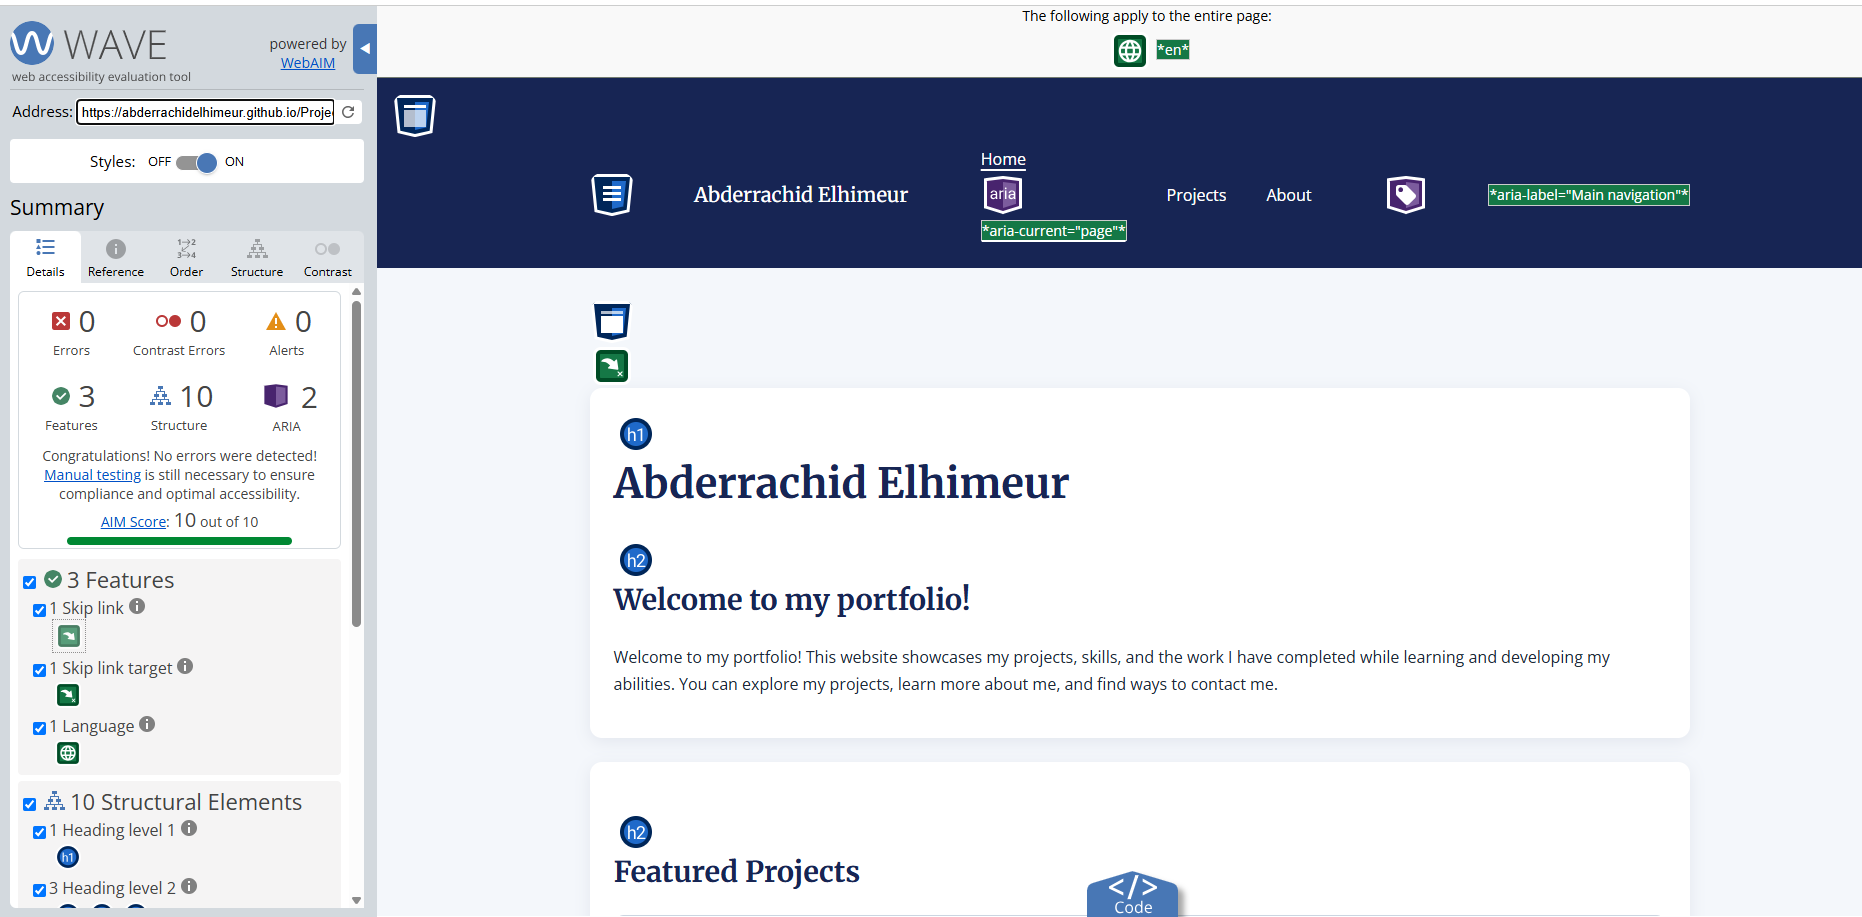 WAVE
web accessibility evaluation tool
powered by
WebAIM
Address: https://abderrachidelhimeur.github.io/Projec
Styles: OFF ON
Summary
Details
Reference
Order
Structure
Contrast
0
Errors
0
Contrast Errors
0
Alerts
3
Features
10
Structure
2
ARIA
Congratulations! No errors were detected!
Manual testing is still necessary to ensure
compliance and optimal accessibility.
AIM Score: 10 out of 10
3 Features
1 Skip link
1 Skip link target
1 Language
10 Structural Elements
1 Heading level 1
h1
3 Heading level 2
The following apply to the entire page:
*en*
Abderrachid Elhimeur
Home
aria
*aria-current="page"*
Projects
About
*aria-label="Main navigation"*
h1
Abderrachid Elhimeur
h2
Welcome to my portfolio!
Welcome to my portfolio! This website showcases my projects, skills, and the work I have completed while learning and developing my
abilities. You can explore my projects, learn more about me, and find ways to contact me.
h2
Featured Projects
</>
Code